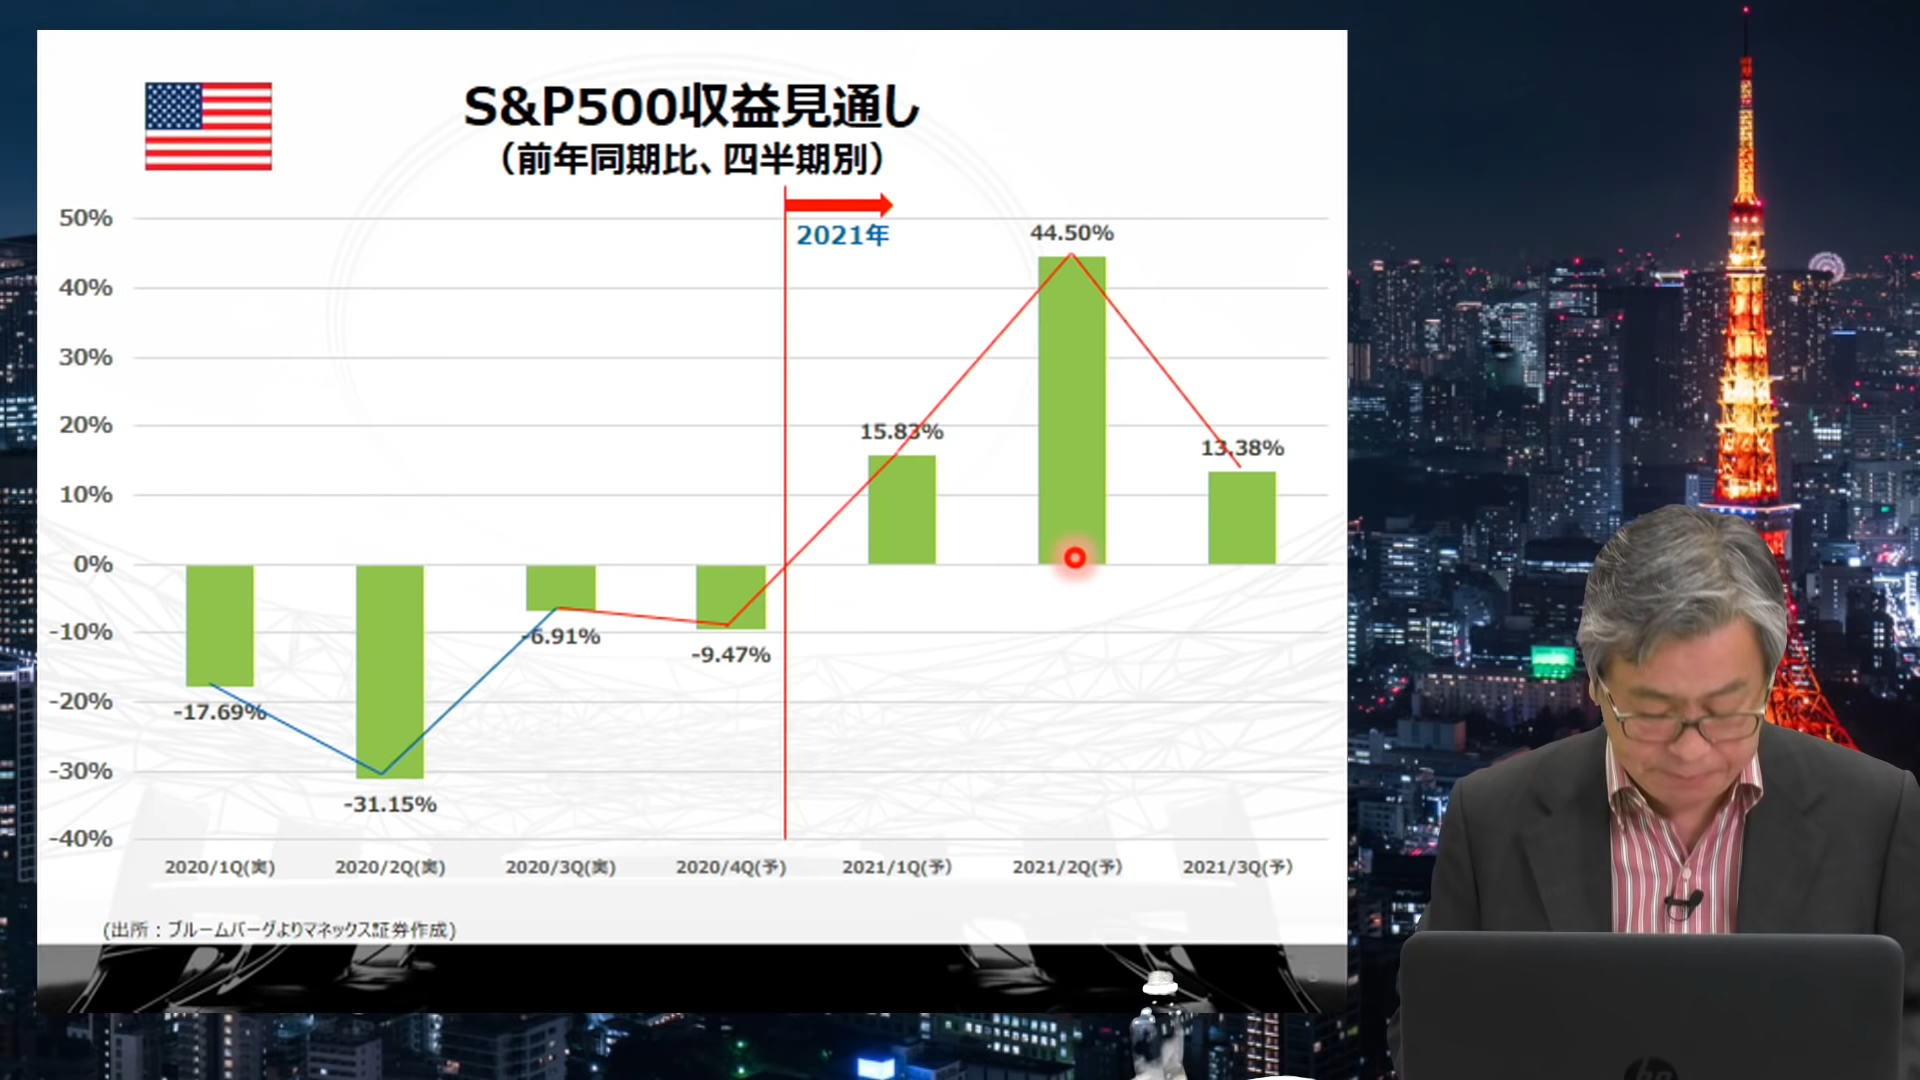 S&P500収益見通し
（前年同期比、四半期別）
2021年
50%
40%
30%
20%
10%
0%
-10%
-20%
-30%
-40%
-17.69%
-31.15%
-6.91%
-9.47%
15.83%
44.50%
13.38%
2020/1Q(実)
2020/2Q(実)
2020/3Q(実)
2020/4Q(予)
2021/1Q(予)
2021/2Q(予)
2021/3Q(予)
(出所：ブルームバーグよりマネックス証券作成)
hp